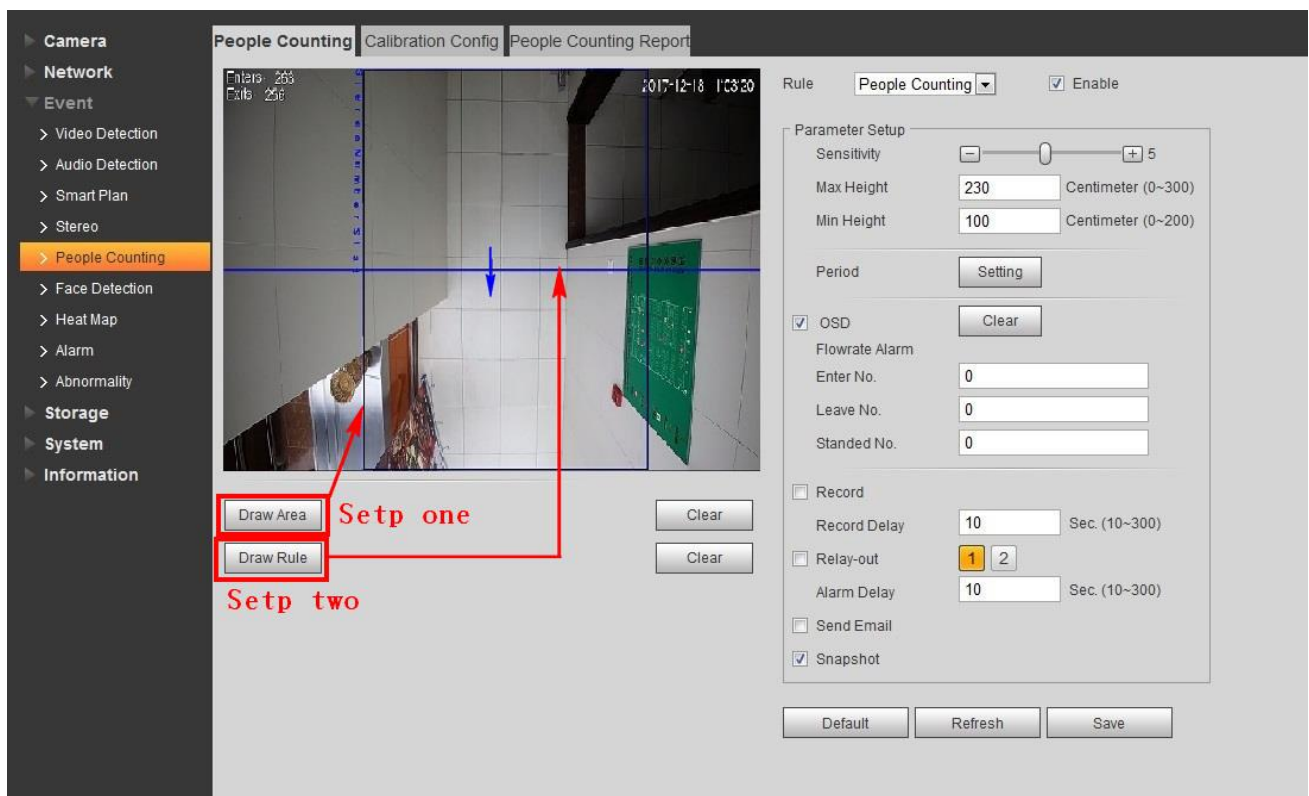 Camera
Network
Event
Video Detection
Audio Detection
Smart Plan
Stereo
People Counting
Face Detection
Heat Map
Alarm
Abnormality
Storage
System
Information
People Counting Calibration Config People Counting Report
Enters: 263
Exits: 256
2017-12-18
Draw Area
Setp one
Clear
Draw Rule
Clear
Setp two
Rule People Counting Enable
Parameter Setup
Sensitivity - + 5
Max Height 230 Centimeter (0~300)
Min Height 100 Centimeter (0~200)
Period Setting
OSD Clear
Flowrate Alarm
Enter No. 0
Leave No. 0
Standed No. 0
Record
Record Delay 10 Sec. (10~300)
Relay-out 1 2
Alarm Delay 10 Sec. (10~300)
Send Email
Snapshot
Default Refresh Save